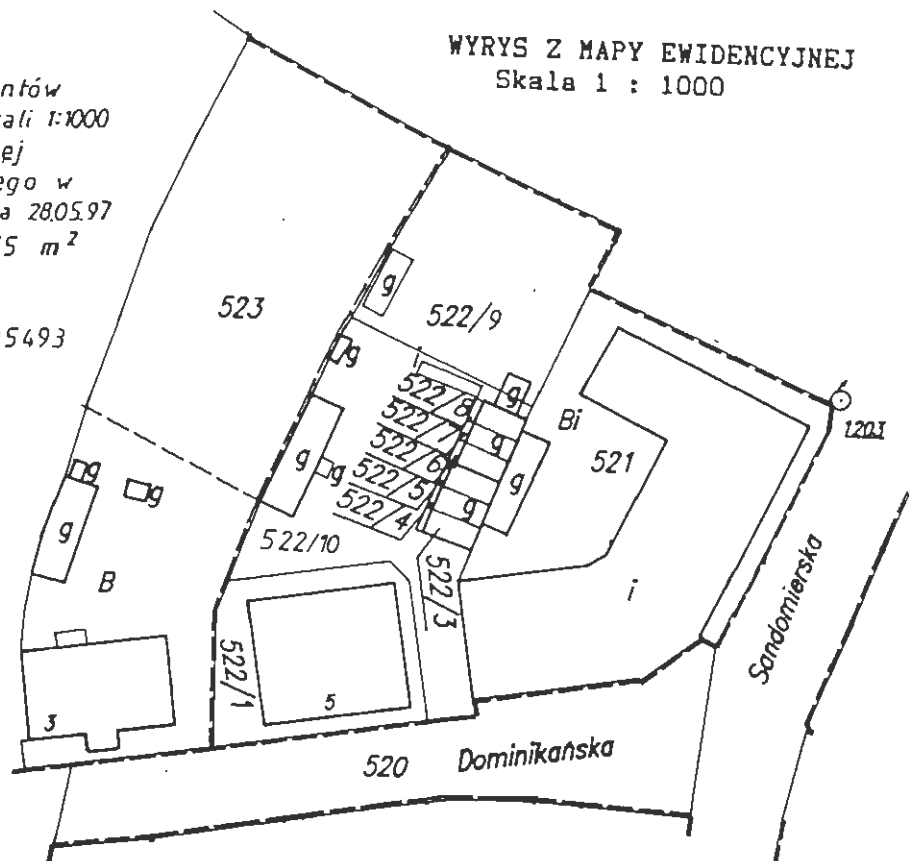 WYRYS Z MAPY EWIDENCYJNEJ
Skala 1 : 1000
ntów
ali 1:1000
ej
ego w
a 28.05.97
5 m²
5493
523
522/9
g
g
g
522/8
522/7
522/6
522/5
522/4
g
g
g
g
g
Bi
521
1203
g
g
g
B
522/10
522/3
i
Sandomierska
522/1
3
5
520
Dominikańska